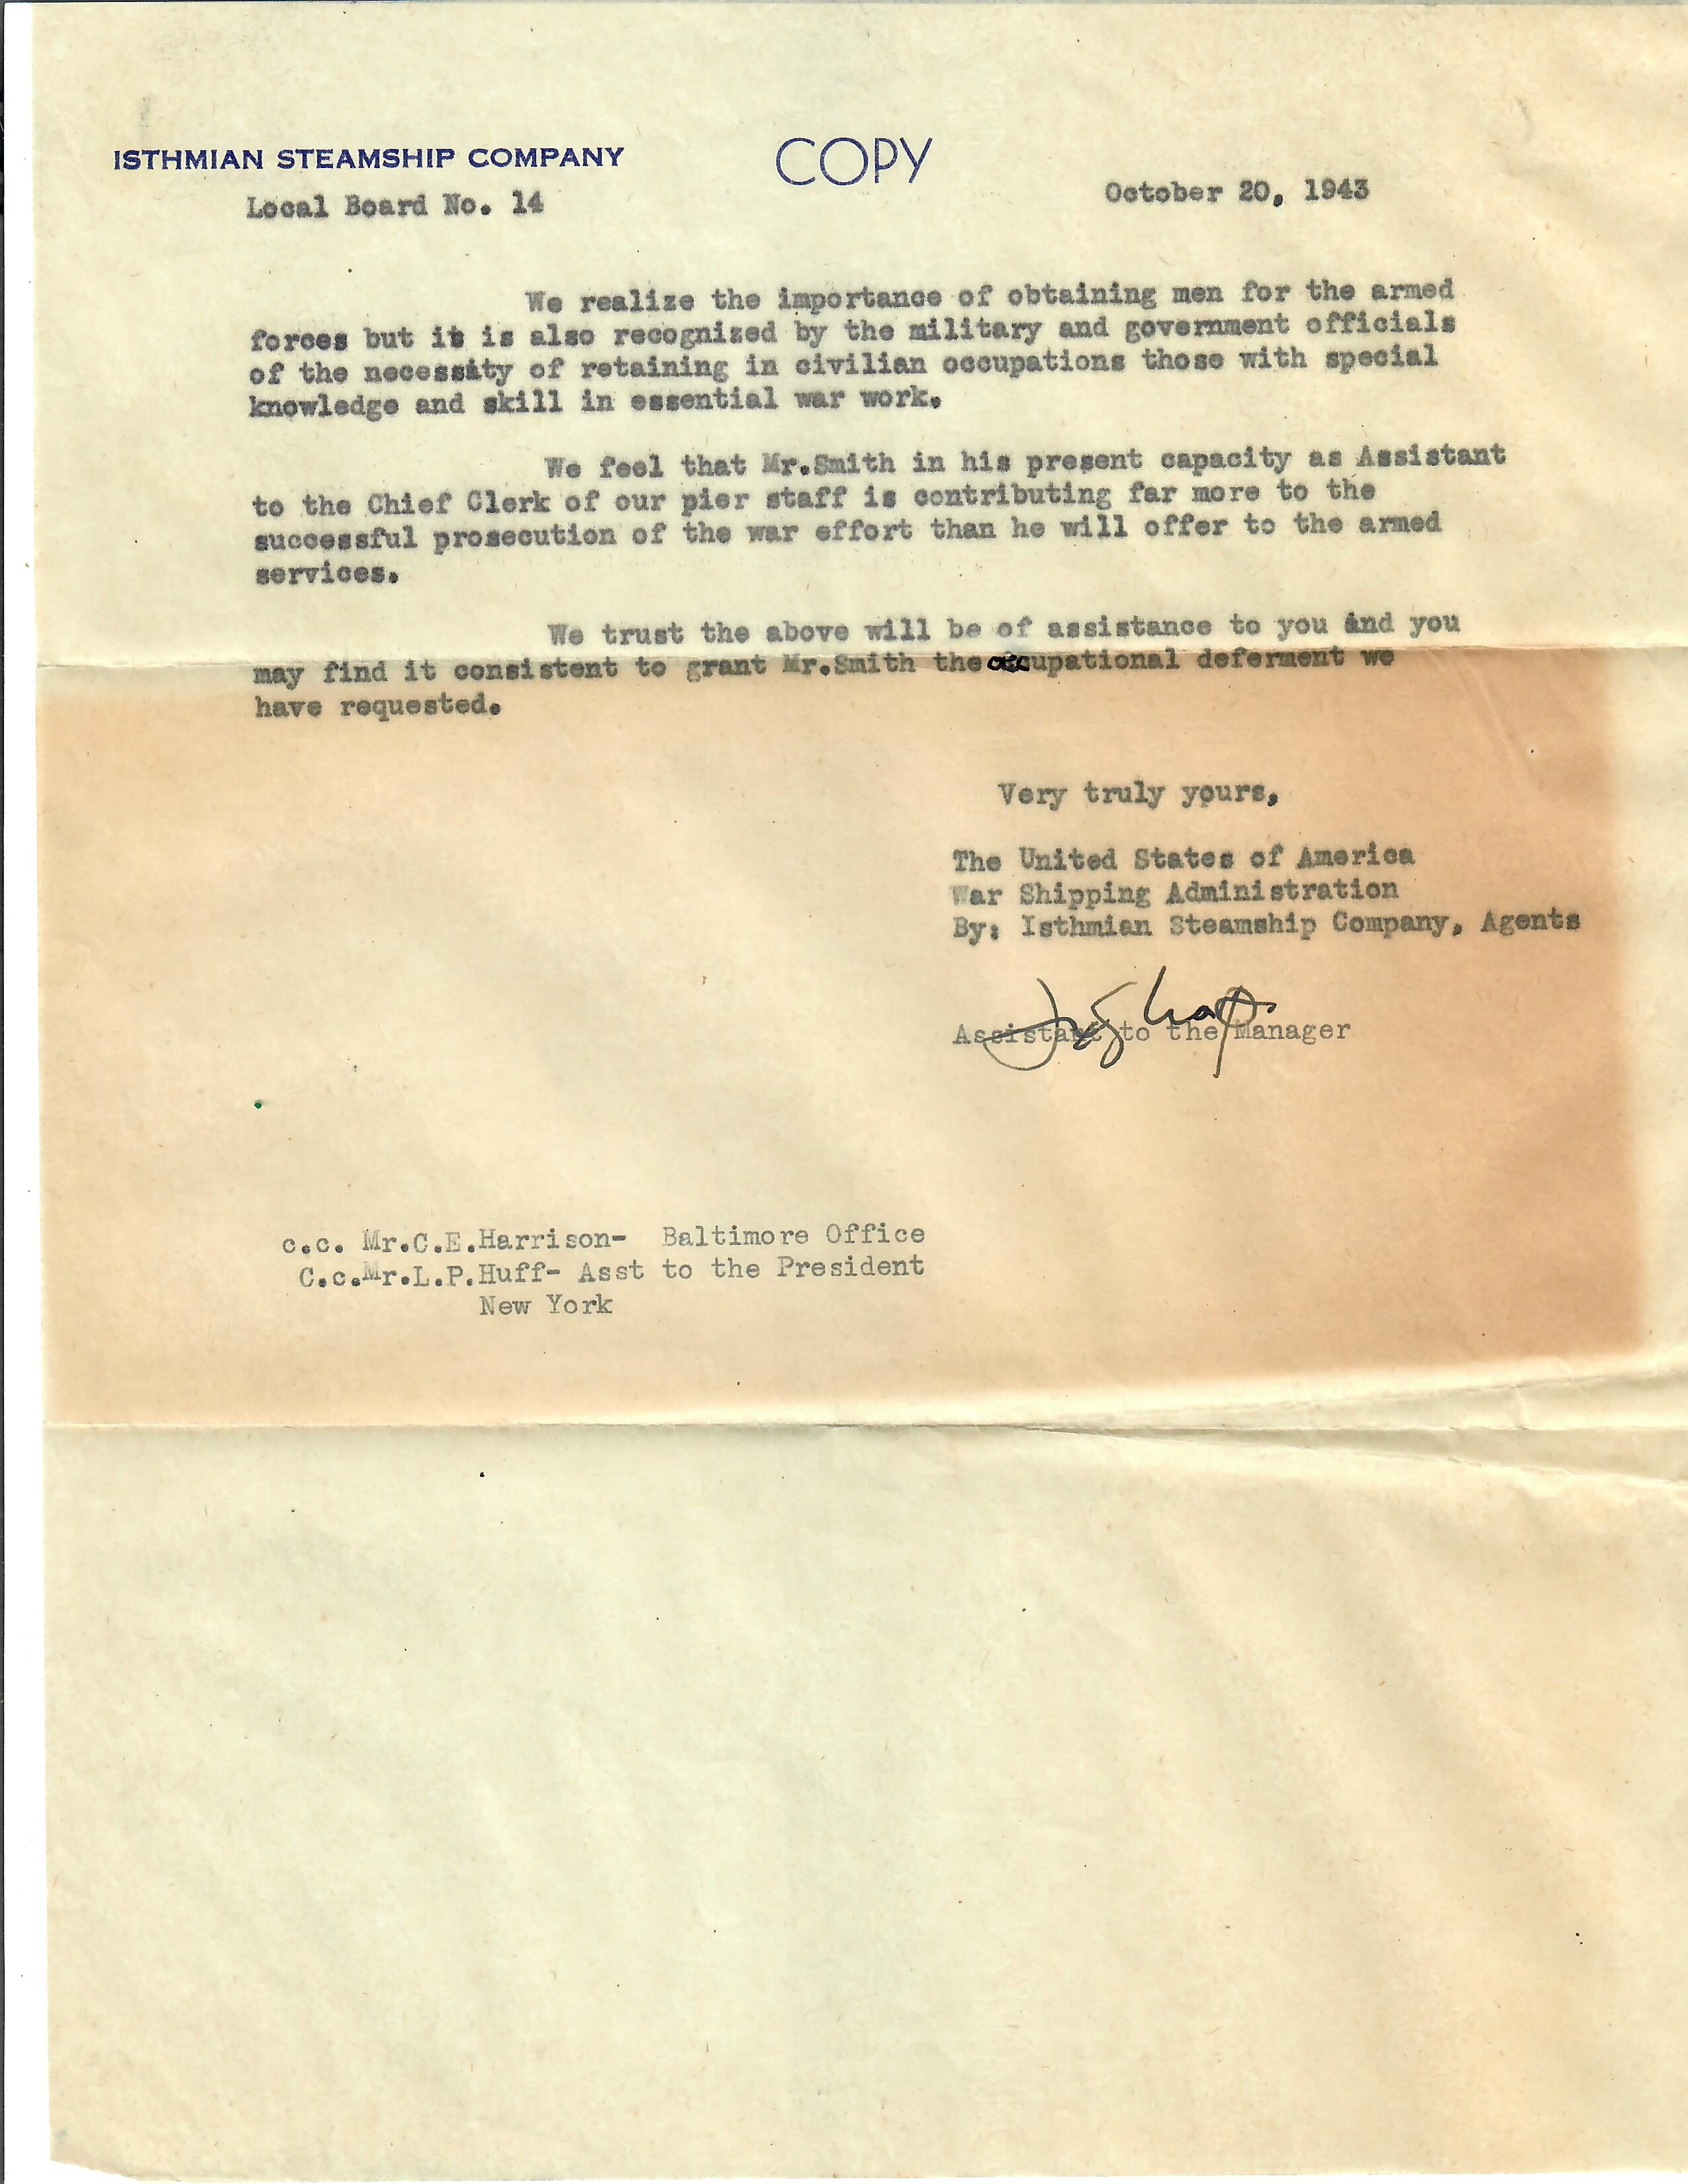 ISTHMIAN STEAMSHIP COMPANY
COPY
Local Board No. 14
October 20, 1943
We realize the importance of obtaining men for the armed
forces but it is also recognized by the military and government officials
of the necessity of retaining in civilian occupations those with special
knowledge and skill in essential war work.
We feel that Mr.Smith in his present capacity as Assistant
to the Chief Clerk of our pier staff is contributing far more to the
successful prosecution of the war effort than he will offer to the armed
services.
We trust the above will be of assistance to you and you
may find it consistent to grant Mr.Smith the occupational deferment we
have requested.
Very truly yours,
The United States of America
War Shipping Administration
By: Isthmian Steamship Company, Agents
Assistant to the Manager
c.c. Mr.C.E.Harrison- Baltimore Office
C.c.Mr.L.P.Huff- Asst to the President
New York